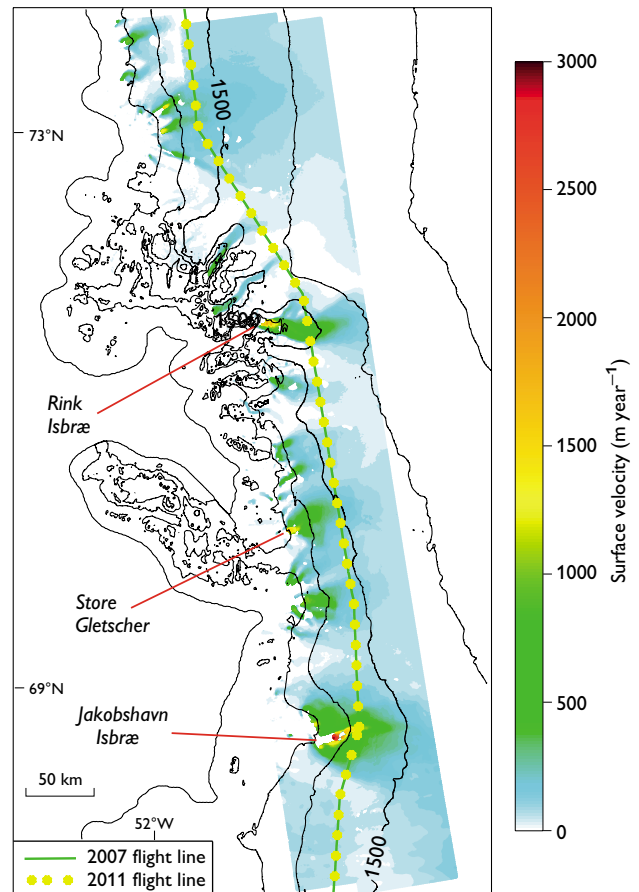 1500
73°N
1500
Rink
Isbræ
Store
Gletscher
69°N
Jakobshavn
Isbræ
50 km
52°W
1500
2007 flight line
2011 flight line
3000
2500
2000
1500
1000
500
0
Surface velocity (m year⁻¹)